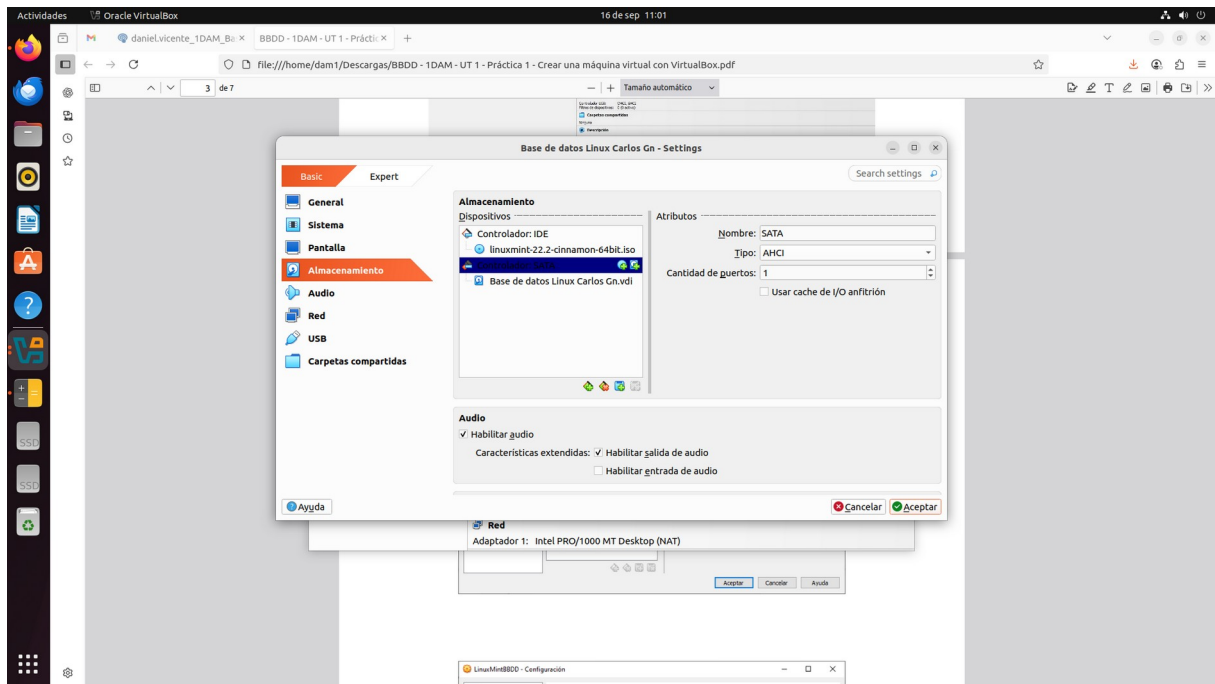 Actividades Oracle VirtualBox 16 de sep 11:01
daniel.vicente_1DAM_Ba × BBDD - 1DAM - UT 1 - Práctic × +
file:///home/dam1/Descargas/BBDD - 1DAM - UT 1 - Práctica 1 - Crear una máquina virtual con VirtualBox.pdf
3 de 7 — + Tamaño automático
Carpetas compartidas
Ninguno
Descripción
Base de datos Linux Carlos Gn - Settings
Basic Expert Search settings
General
Sistema
Pantalla
Almacenamiento
Audio
Red
USB
Carpetas compartidas
Almacenamiento
Dispositivos
Controlador: IDE
linuxmint-22.2-cinnamon-64bit.iso
Base de datos Linux Carlos Gn.vdi
Atributos
Nombre: SATA
Tipo: AHCI
Cantidad de puertos: 1
Usar cache de I/O anfitrión
Audio
Habilitar audio
Características extendidas: Habilitar salida de audio
Habilitar entrada de audio
Ayuda Cancelar Aceptar
Red
Adaptador 1: Intel PRO/1000 MT Desktop (NAT)
Aceptar Cancelar Ayuda
LinuxMintBBDD - Configuración
SSD
SSD